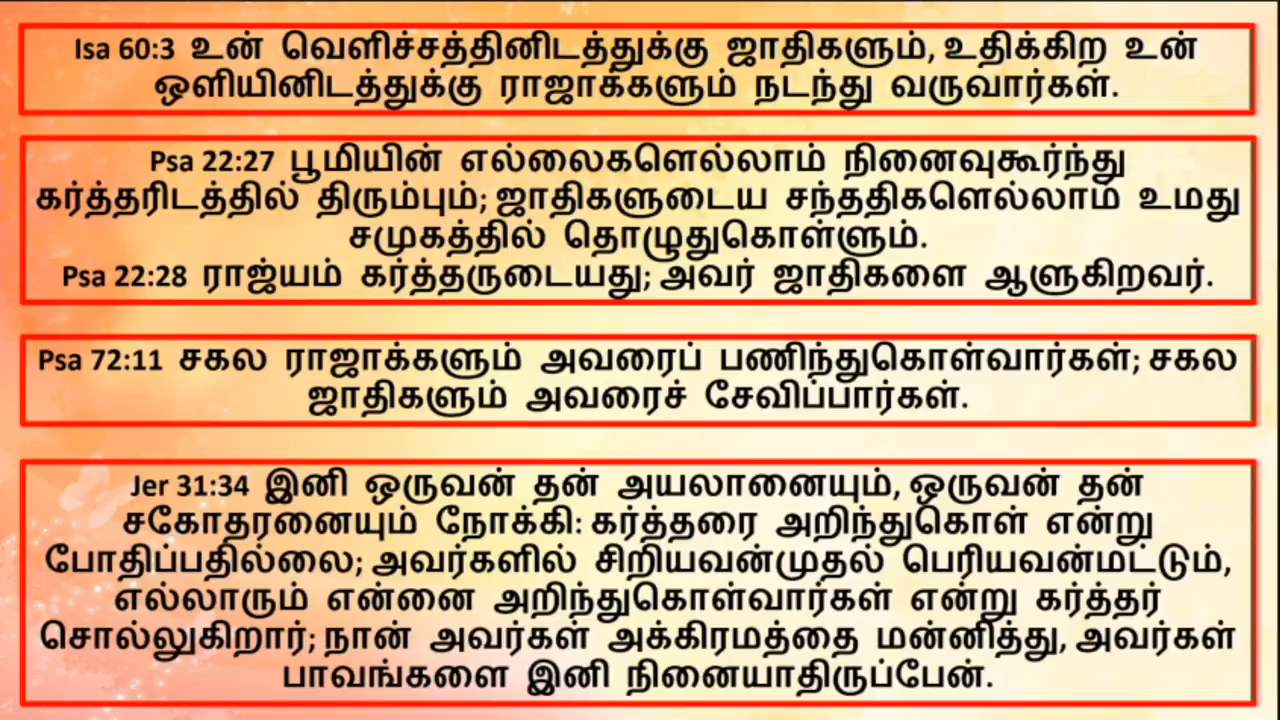 Isa 60:3 உன் வெளிச்சத்தினிடத்துக்கு ஜாதிகளும், உதிக்கிற உன்
ஒளியினிடத்துக்கு ராஜாக்களும் நடந்து வருவார்கள்.
Psa 22:27 பூமியின் எல்லைகளெல்லாம் நினைவுகூர்ந்து
கர்த்தரிடத்தில் திரும்பும்; ஜாதிகளுடைய சந்ததிகளெல்லாம் உமது
சமுகத்தில் தொழுதுகொள்ளும்.
Psa 22:28 ராஜ்யம் கர்த்தருடையது; அவர் ஜாதிகளை ஆளுகிறவர்.
Psa 72:11 சகல ராஜாக்களும் அவரைப் பணிந்துகொள்வார்கள்; சகல
ஜாதிகளும் அவரைச் சேவிப்பார்கள்.
Jer 31:34 இனி ஒருவன் தன் அயலானையும், ஒருவன் தன்
சகோதரனையும் நோக்கி: கர்த்தரை அறிந்துகொள் என்று
போதிப்பதில்லை; அவர்களில் சிறியவன்முதல் பெரியவன்மட்டும்,
எல்லாரும் என்னை அறிந்துகொள்வார்கள் என்று கர்த்தர்
சொல்லுகிறார்; நான் அவர்கள் அக்கிரமத்தை மன்னித்து, அவர்கள்
பாவங்களை இனி நினையாதிருப்பேன்.